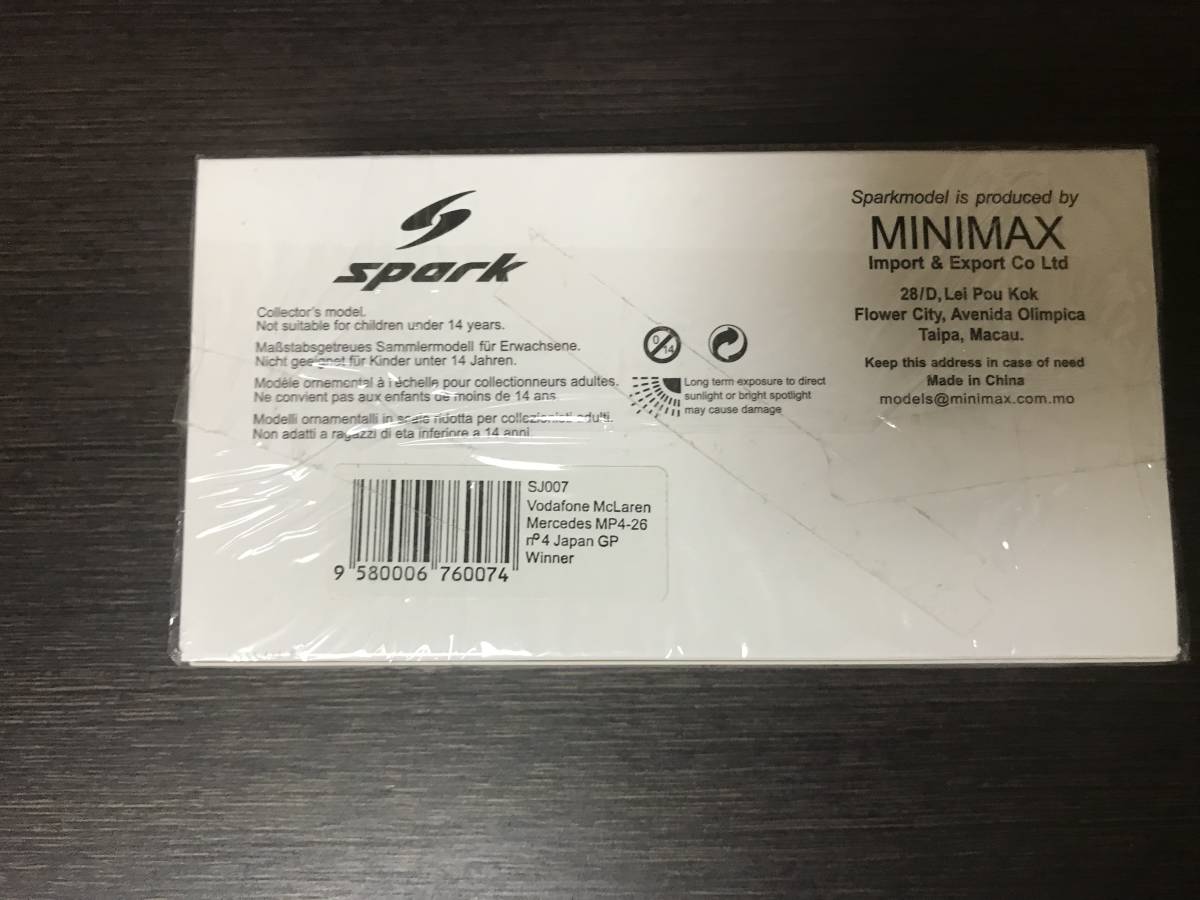 spark
Collector's model.
Not suitable for children under 14 years.
Maßstabsgetreues Sammlermodell für Erwachsene.
Nicht geeignet für Kinder unter 14 Jahren.
Modèle ornemental à l échelle pour collectionneurs adultes.
Ne convient pas aux enfants de moins de 14 ans
Modelli ornamentalli in scale ridotta per collezionisti adulti.
Non adatti a ragazzi di eta inferiore a 14 anni.
0
14
Long term exposure to direct
sunlight or bright spotlight
may cause damage
Sparkmodel is produced by
MINIMAX
Import & Export Co Ltd
28/D, Lei Pou Kok
Flower City, Avenida Olimpica
Taipa, Macau.
Keep this address in case of need
Made in China
models@minimax.com.mo
SJ007
Vodafone McLaren
Mercedes MP4-26
nº4 Japan GP
Winner
9 580006 760074